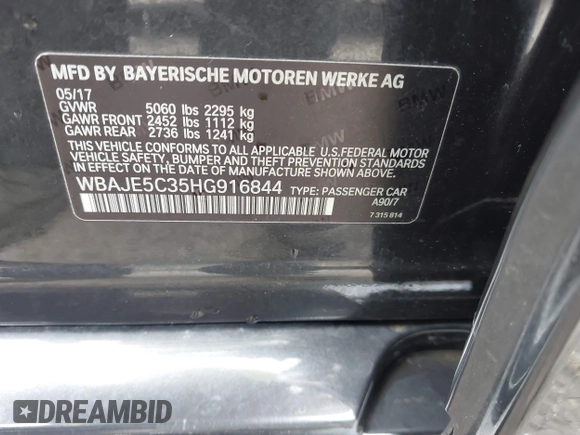 MFD BY BAYERISCHE MOTOREN WERKE AG
05/17
GVWR 5060 lbs 2295 kg
GAWR FRONT 2452 lbs 1112 kg
GAWR REAR 2736 lbs 1241 kg
THIS VEHICLE CONFORMS TO ALL APPLICABLE U.S.FEDERAL MOTOR
VEHICLE SAFETY, BUMPER AND THEFT PREVENTION STANDARDS
IN EFFECT ON THE DATE OF MANUFACTURE SHOWN ABOVE.
WBAJE5C35HG916844 TYPE: PASSENGER CAR
A90/7
7 315 814
DREAMBID